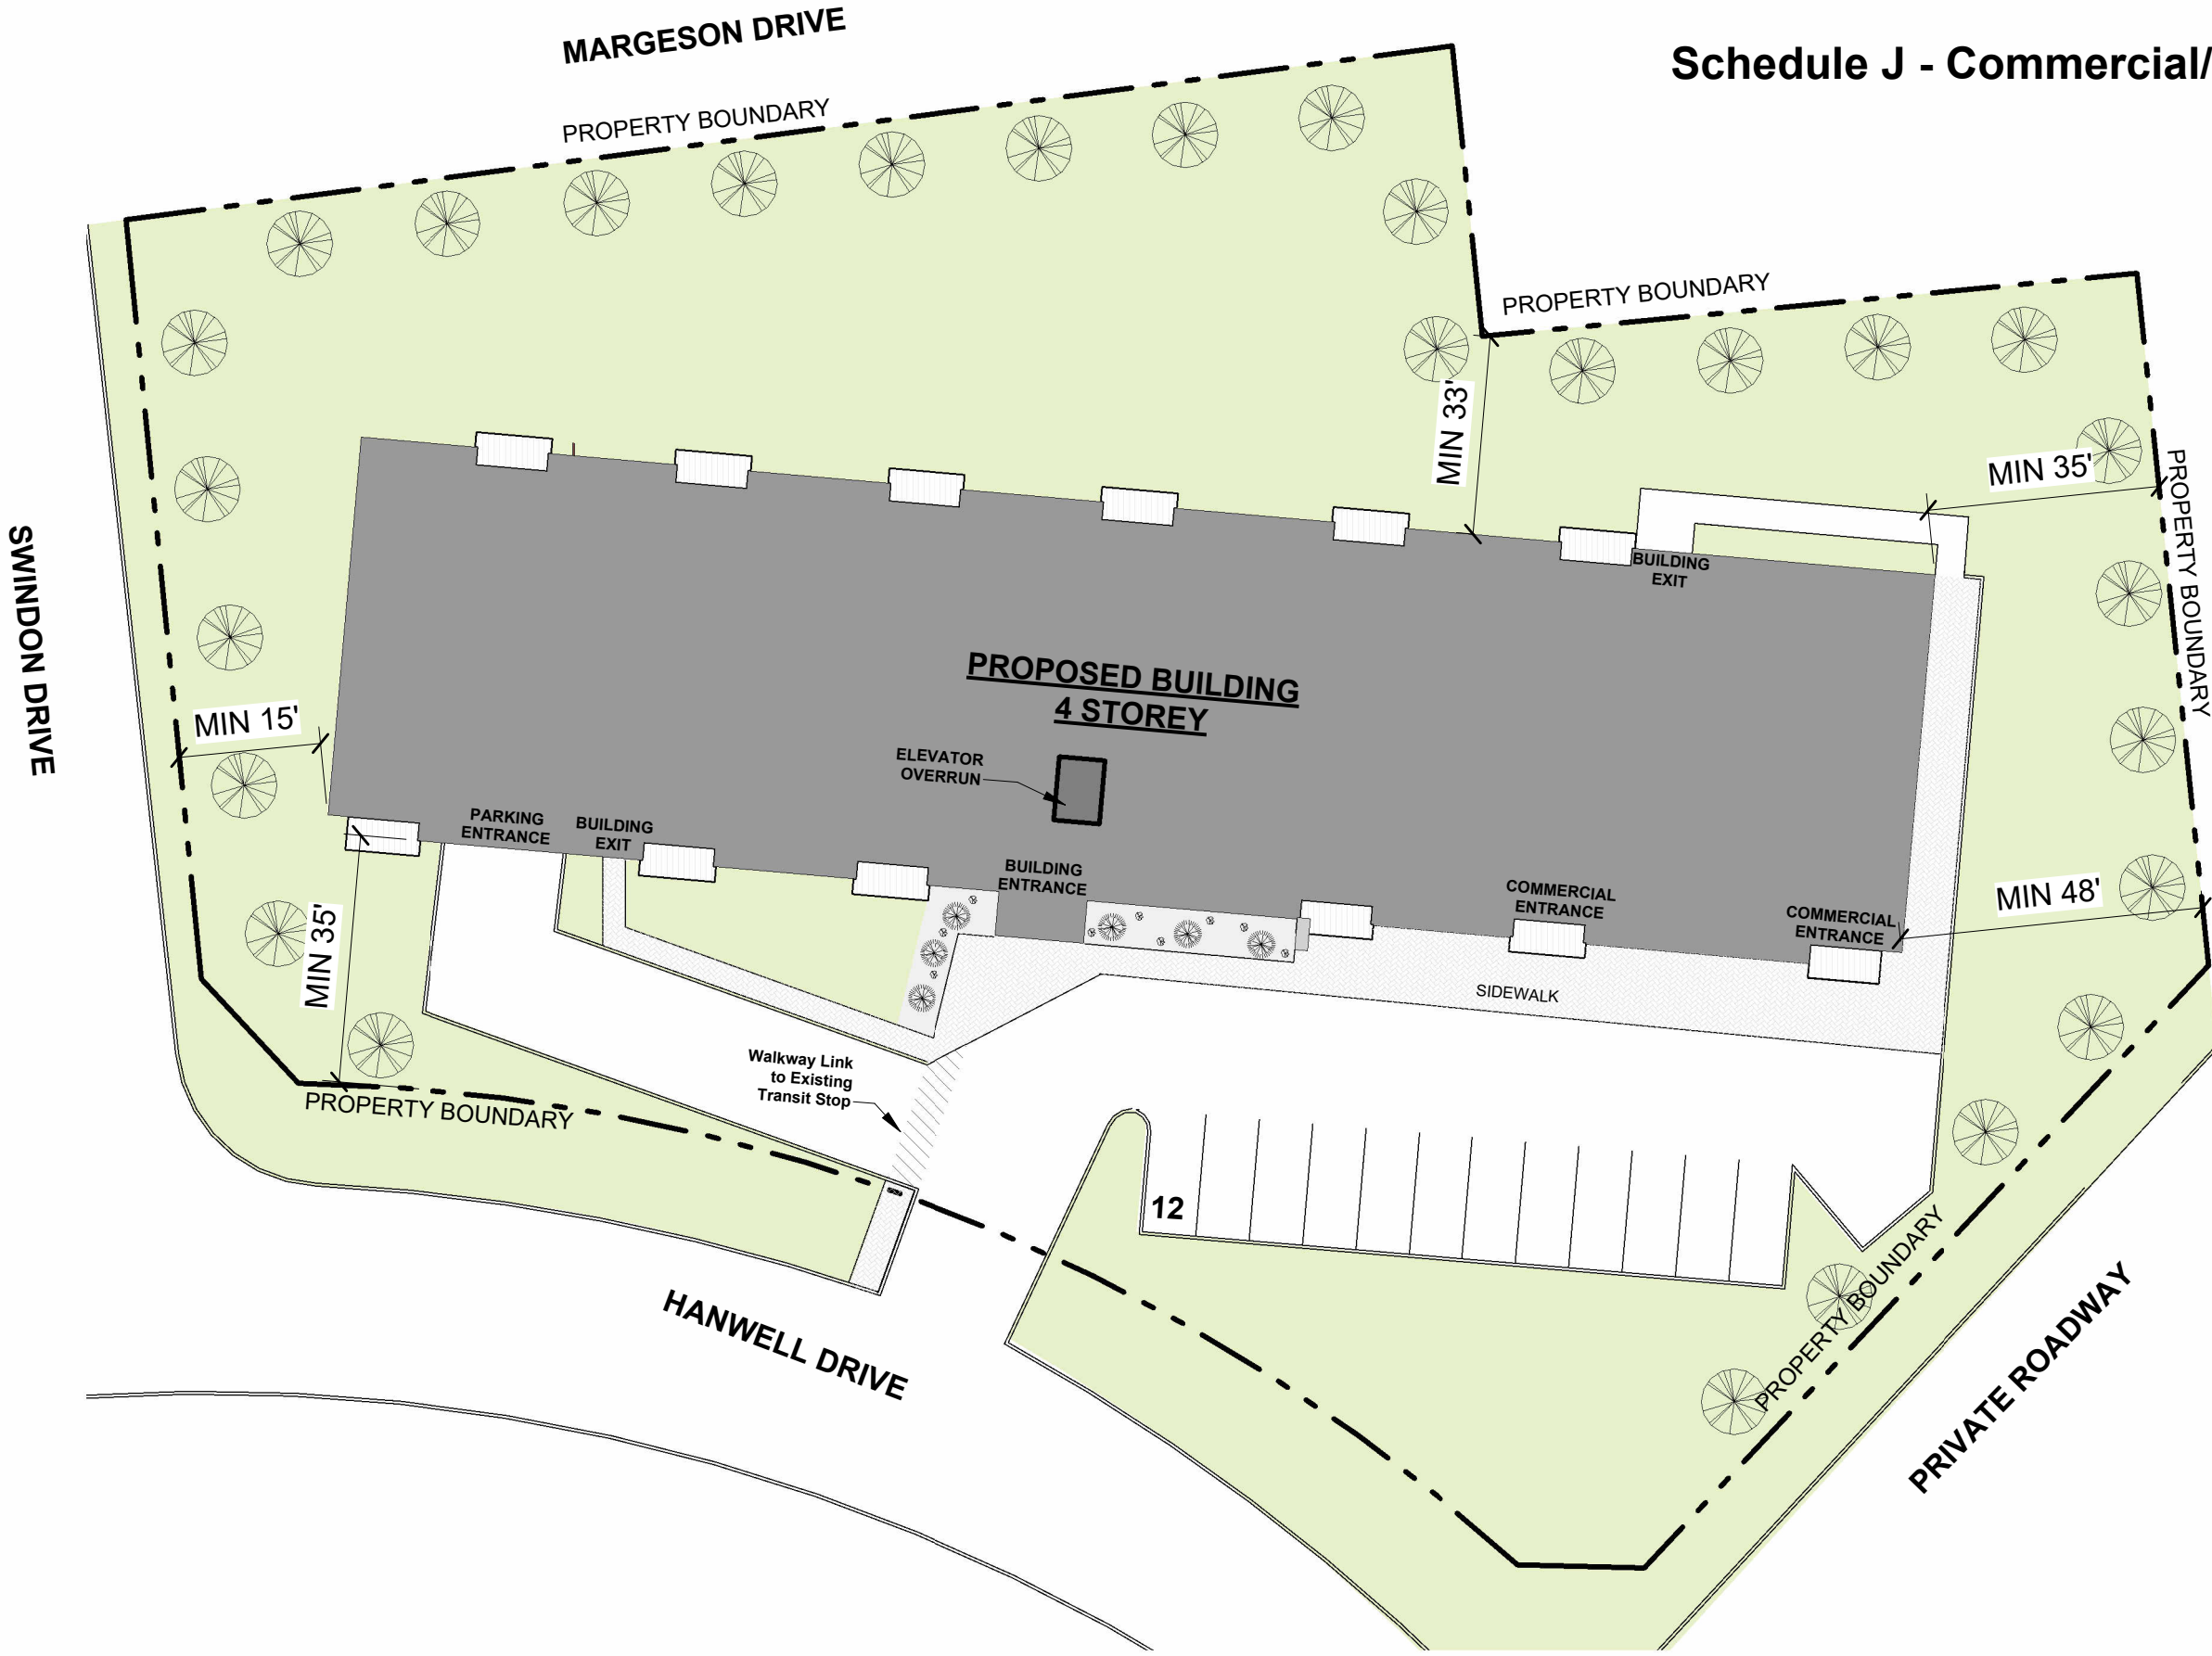 MARGESON DRIVE
Schedule J - Commercial/
PROPERTY BOUNDARY
PROPERTY BOUNDARY
MIN 33'
MIN 35'
PROPERTY BOUNDARY
SWINDON DRIVE
BUILDING
EXIT
PROPOSED BUILDING
4 STOREY
MIN 15'
ELEVATOR
OVERRUN
PARKING
ENTRANCE
BUILDING
EXIT
BUILDING
ENTRANCE
COMMERCIAL
ENTRANCE
COMMERCIAL
ENTRANCE
MIN 48'
MIN 35'
SIDEWALK
Walkway Link
to Existing
Transit Stop
PROPERTY BOUNDARY
12
PROPERTY BOUNDARY
HANWELL DRIVE
PRIVATE ROADWAY